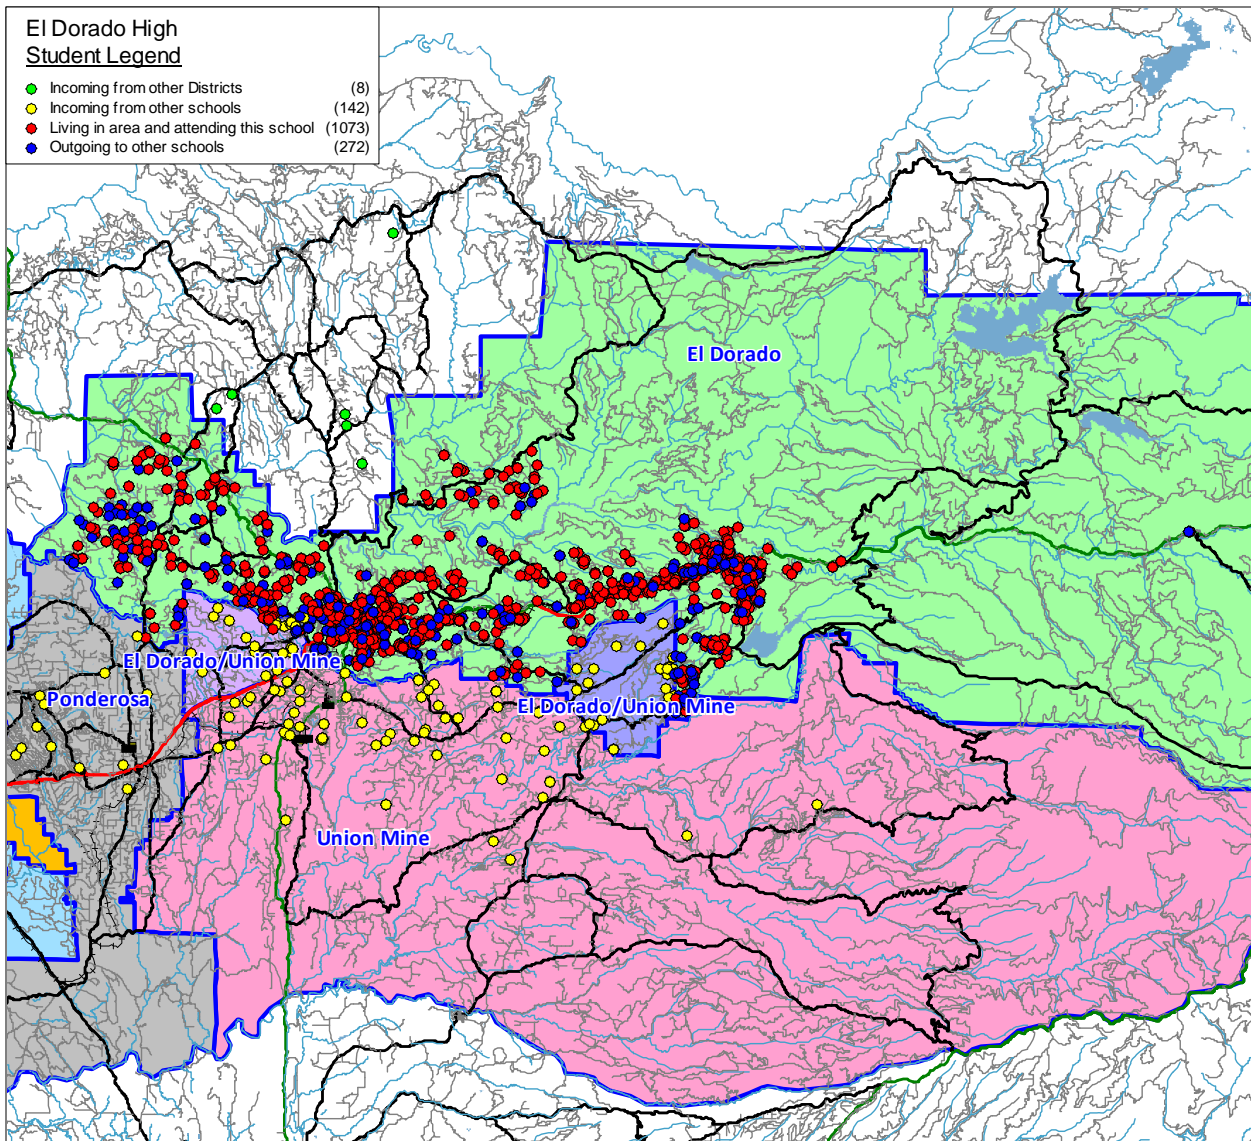 El Dorado High
Student Legend
Incoming from other Districts (8)
Incoming from other schools (142)
Living in area and attending this school (1073)
Outgoing to other schools (272)
El Dorado
El Dorado/Union Mine
Ponderosa
El Dorado/Union Mine
Union Mine